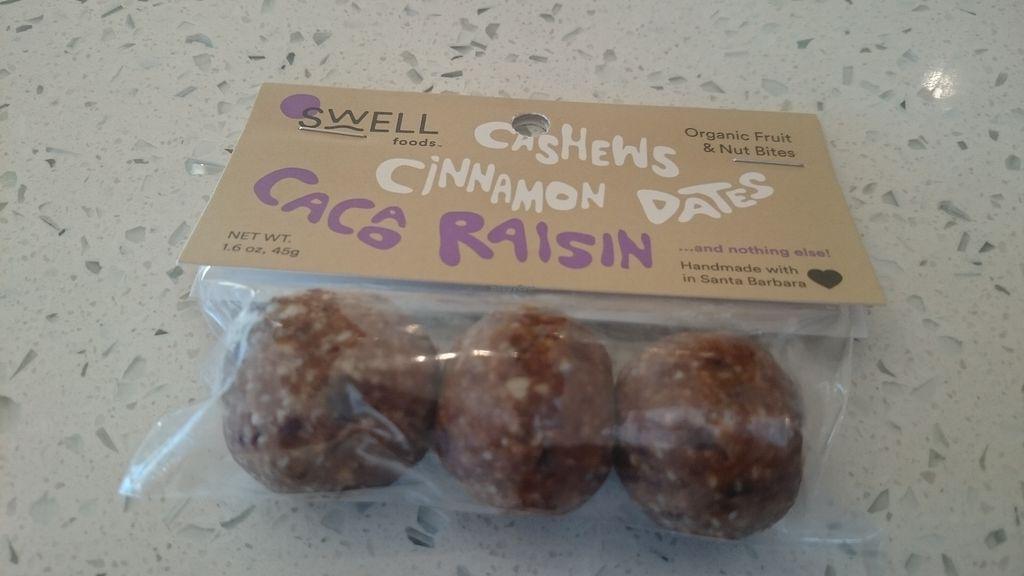 SWELL
foods™
CASHEWS
CINNAMON DATES
CACAO RAISIN
Organic Fruit
& Nut Bites
NET WT.
1.6 oz, 45g
...and nothing else!
Handmade with
in Santa Barbara